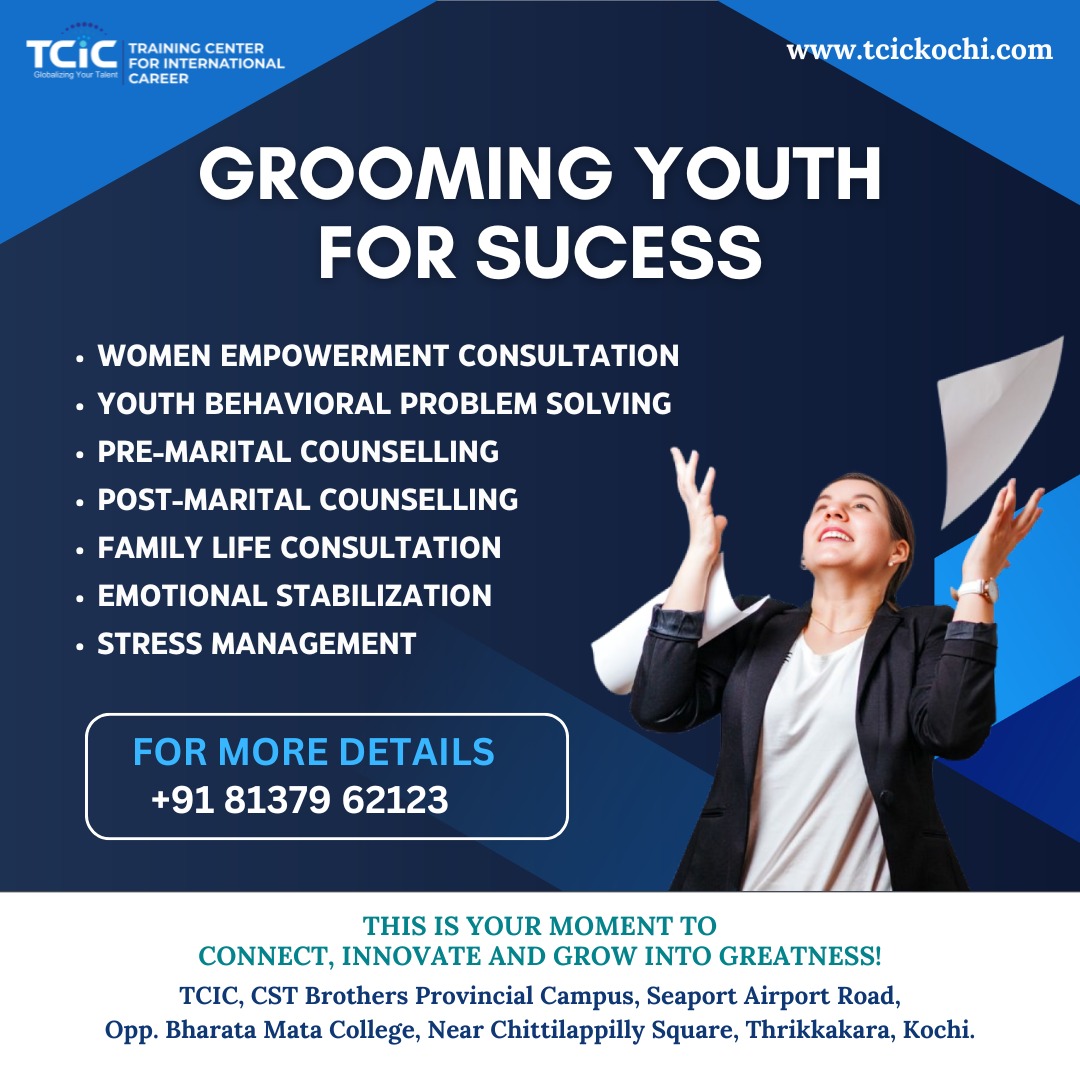 TCiC
Globalizing Your Talent
TRAINING CENTER
FOR INTERNATIONAL
CAREER
www.tcickochi.com
GROOMING YOUTH
FOR SUCESS
• WOMEN EMPOWERMENT CONSULTATION
• YOUTH BEHAVIORAL PROBLEM SOLVING
• PRE-MARITAL COUNSELLING
• POST-MARITAL COUNSELLING
• FAMILY LIFE CONSULTATION
• EMOTIONAL STABILIZATION
• STRESS MANAGEMENT
FOR MORE DETAILS
+91 81379 62123
THIS IS YOUR MOMENT TO
CONNECT, INNOVATE AND GROW INTO GREATNESS!
TCIC, CST Brothers Provincial Campus, Seaport Airport Road,
Opp. Bharata Mata College, Near Chittilappilly Square, Thrikkakara, Kochi.